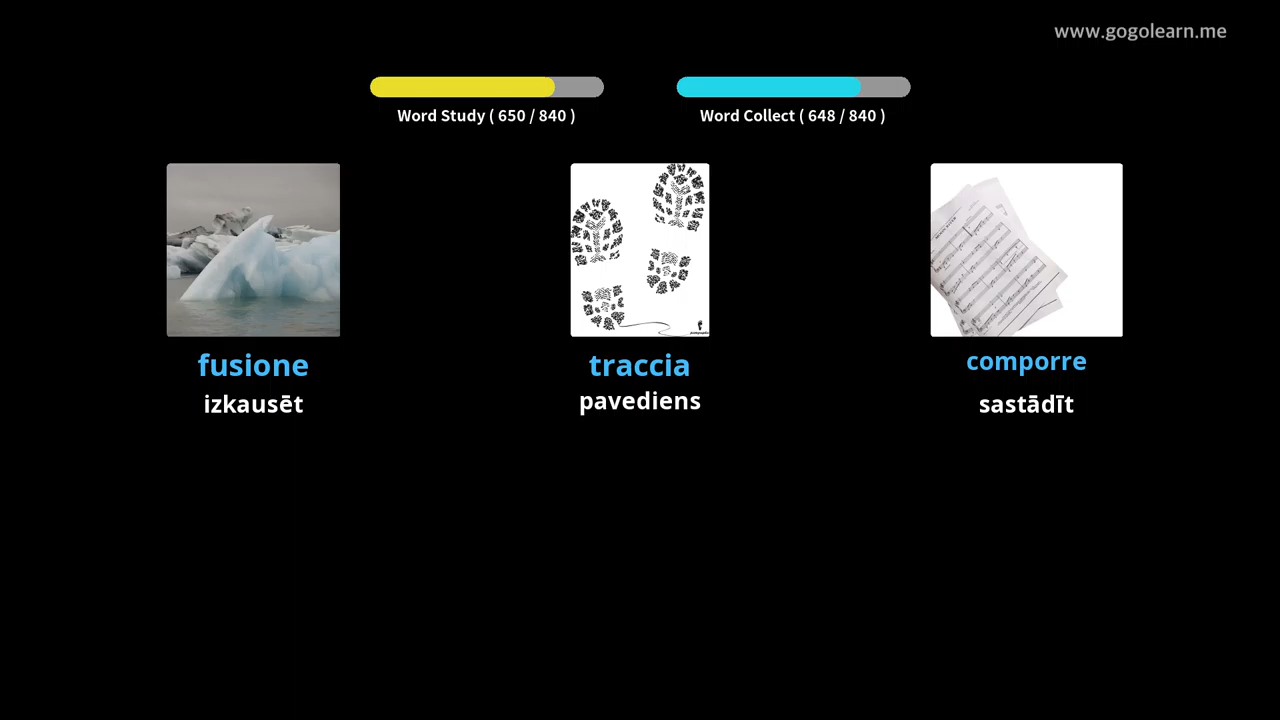 www.gogolearn.me
Word Study ( 650 / 840 )
Word Collect ( 648 / 840 )
fusione
traccia
comporre
izkausēt
pavediens
sastādīt